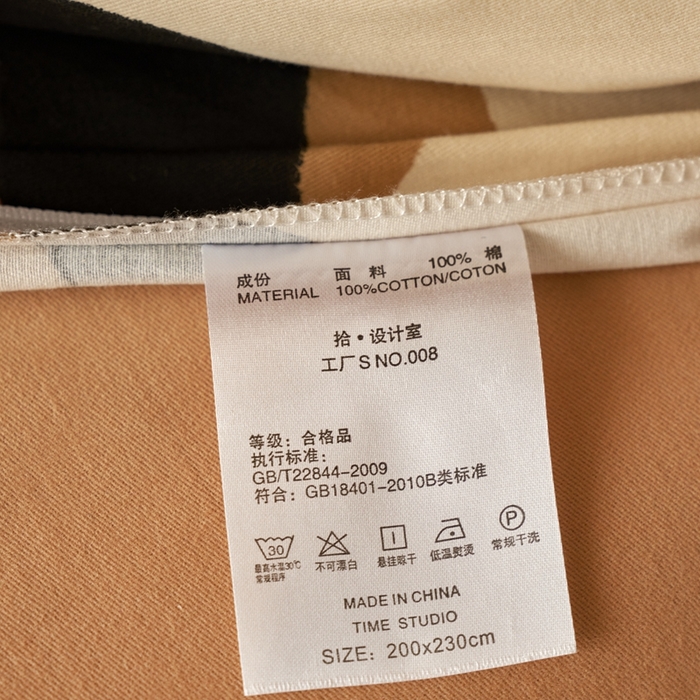 成份 面料 100% 棉
MATERIAL 100%COTTON/COTON
拾•设计室
工厂S NO.008
等级：合格品
执行标准：
GB/T22844-2009
符合：GB18401-2010B类标准
30
最高水温30℃
常规程序
不可漂白
悬挂晾干
低温熨烫
P
常规干洗
MADE IN CHINA
TIME STUDIO
SIZE：200x230cm